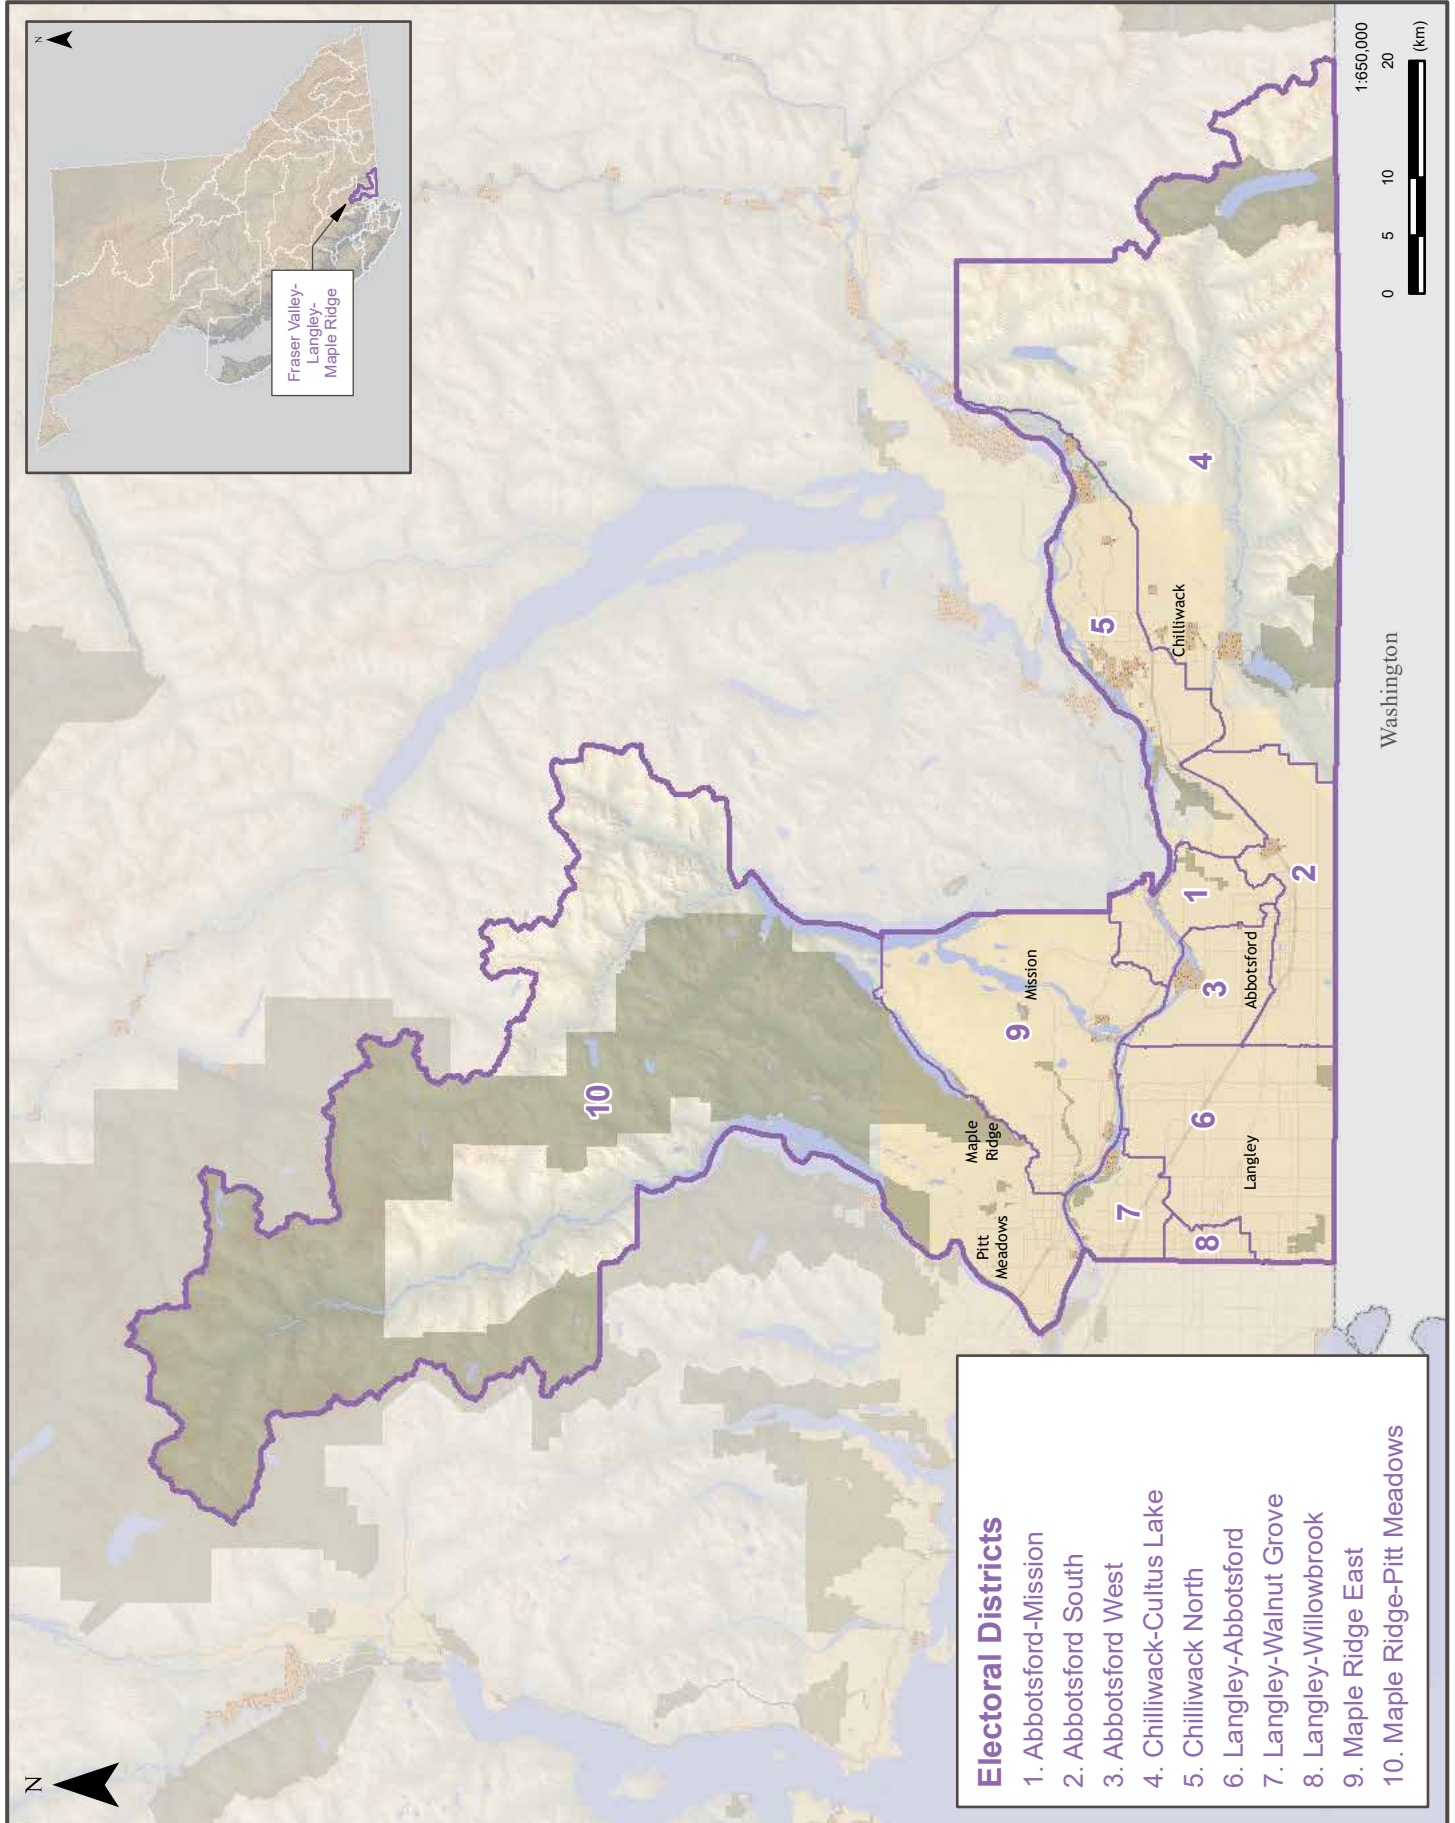 N
N
Fraser Valley-
Langley-
Maple Ridge
10
Maple
Ridge
Pitt
Meadows
9
Mission
5
4
Chilliwack
7
8
6
Langley
3
Abbotsford
1
2
Washington
Electoral Districts
1. Abbotsford-Mission
2. Abbotsford South
3. Abbotsford West
4. Chilliwack-Cultus Lake
5. Chilliwack North
6. Langley-Abbotsford
7. Langley-Walnut Grove
8. Langley-Willowbrook
9. Maple Ridge East
10. Maple Ridge-Pitt Meadows
1:650,000
0 5 10 20
(km)